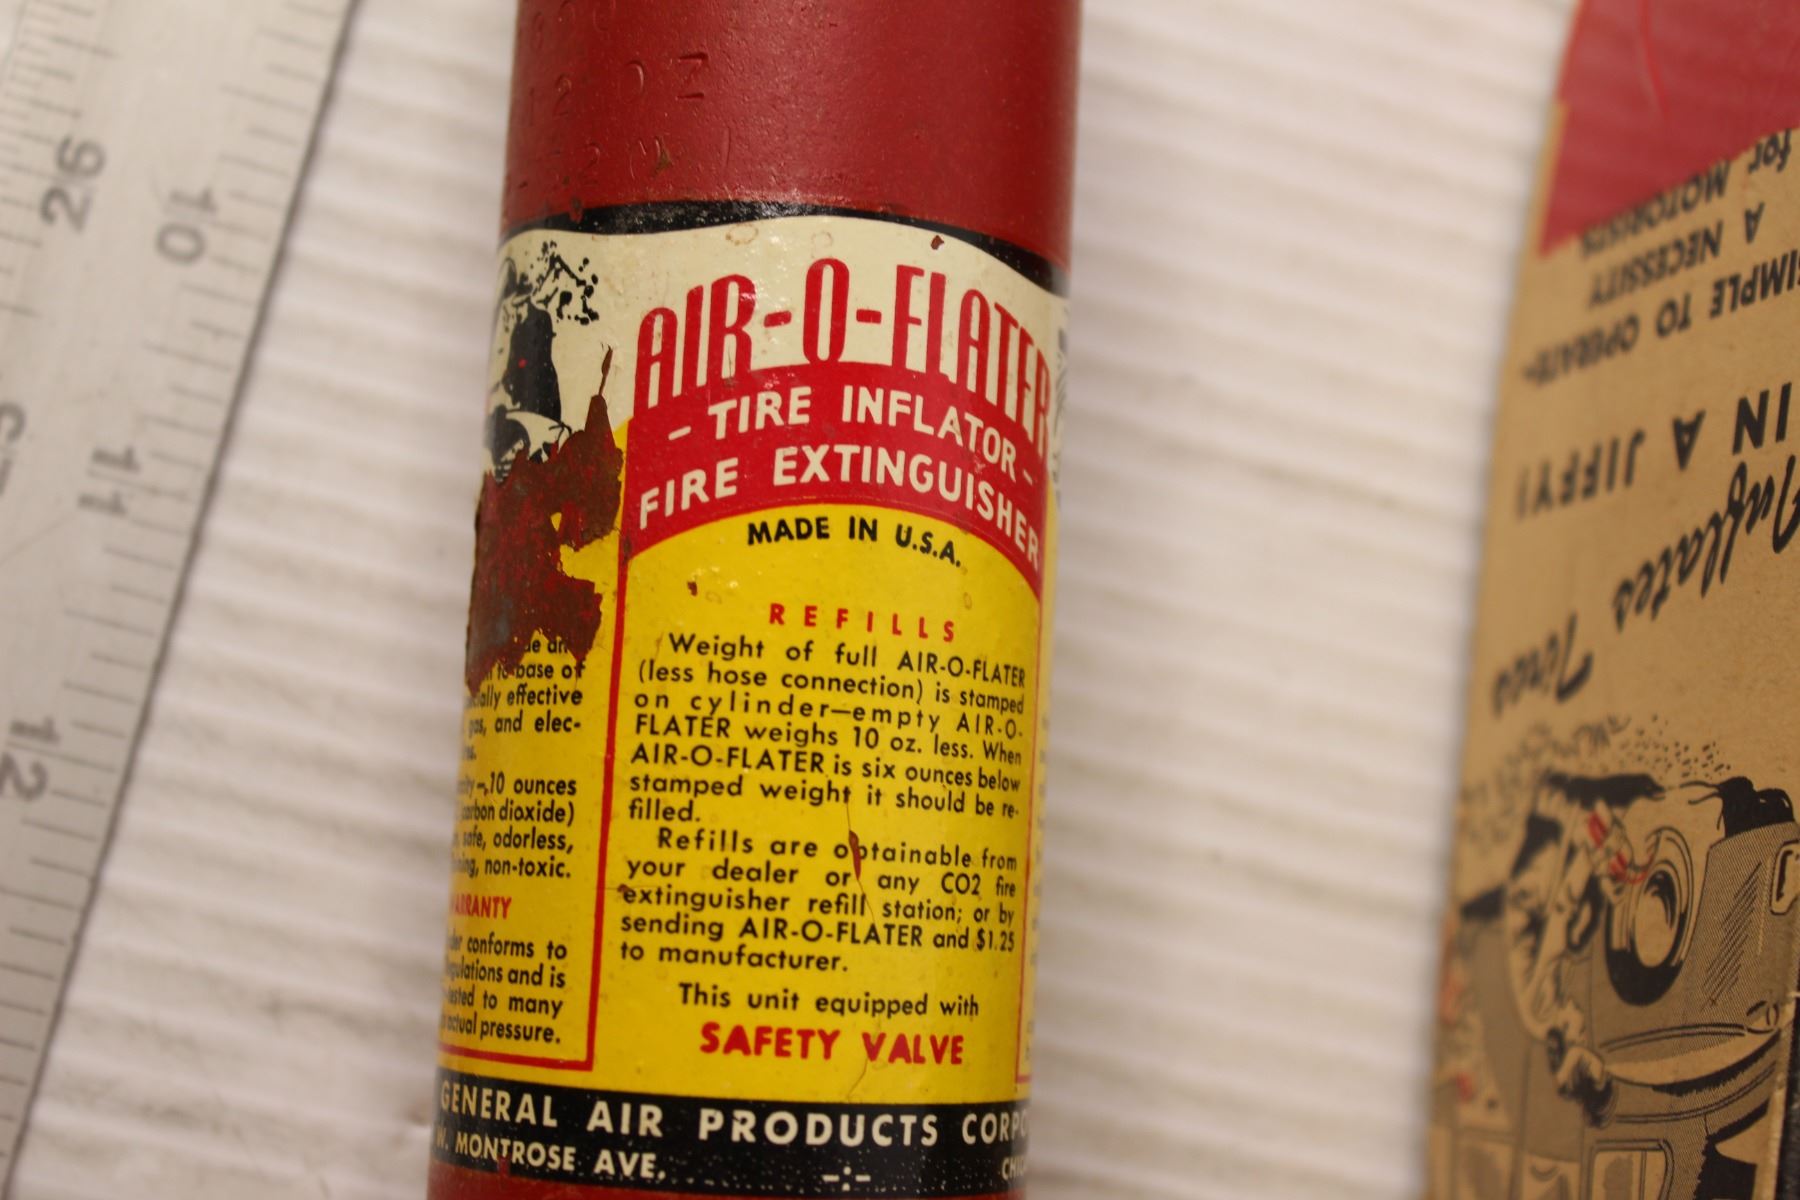 OZ
AIR-O-FLATER
- TIRE INFLATOR -
FIRE EXTINGUISHER
MADE IN U.S.A.
REFILLS
Weight of full AIR-O-FLATER
(less hose connection) is stamped
on cylinder—empty AIR-O-
FLATER weighs 10 oz. less. When
AIR-O-FLATER is six ounces below
stamped weight it should be re-
filled.
Refills are obtainable from
your dealer or any CO2 fire
extinguisher refill station; or by
sending AIR-O-FLATER and $1.25
to manufacturer.
This unit equipped with
SAFETY VALVE
base of
effective
gas, and elec-
10 ounces
carbon dioxide)
safe, odorless,
non-toxic.
WARRANTY
conforms to
and is
to many
actual pressure.
GENERAL AIR PRODUCTS
W. MONTROSE AVE.
26
10
11
12
Inflates Tires
IN A JIFFY!
SIMPLE TO OPERATE-
A NECESSITY
for MOTORISTS